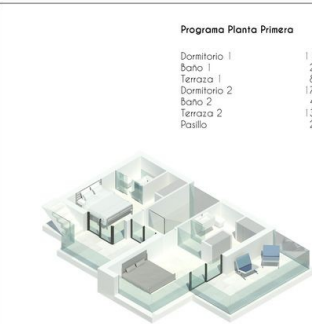 Programa Planta Primera
Dormitorio 1
Baño 1
Terraza 1
Dormitorio 2
Baño 2
Terraza 2
Pasillo